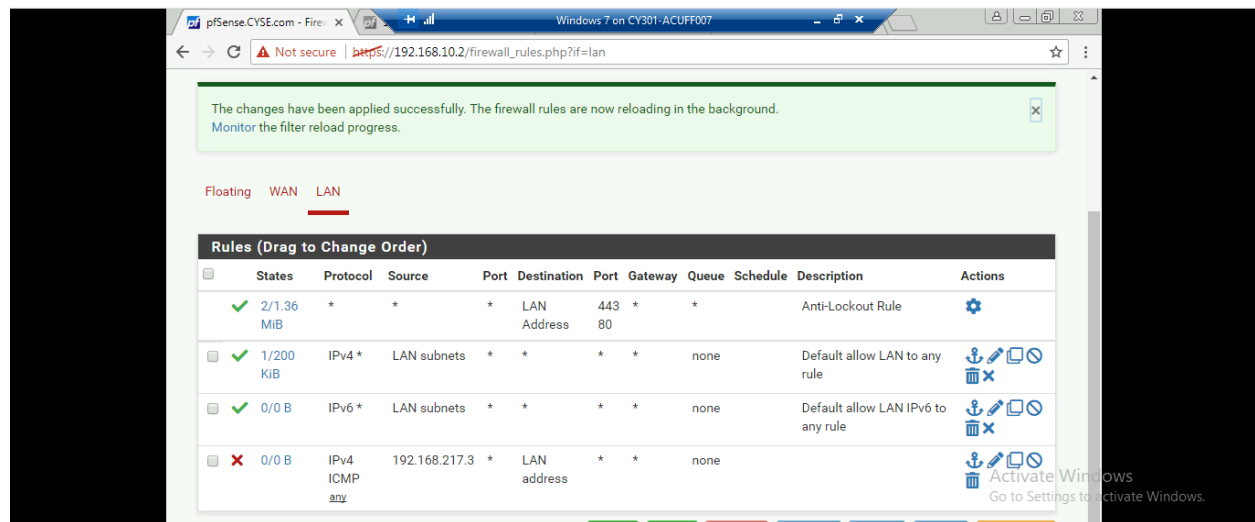 pfSense.CYSE.com - Fire
Windows 7 on CY301-ACUFF007
Not secure | https://192.168.10.2/firewall_rules.php?if=lan
The changes have been applied successfully. The firewall rules are now reloading in the background.
Monitor the filter reload progress.
Floating WAN LAN
Rules (Drag to Change Order)
States Protocol Source Port Destination Port Gateway Queue Schedule Description Actions
2/1.36 * * * LAN 443 * * Anti-Lockout Rule
MiB Address 80
1/200 IPv4 * LAN subnets * * * * none Default allow LAN to any
KiB rule
0/0 B IPv6 * LAN subnets * * * * none Default allow LAN IPv6 to
any rule
0/0 B IPv4 192.168.217.3 * LAN * * none
ICMP address
any
Activate Windows
Go to Settings to activate Windows.